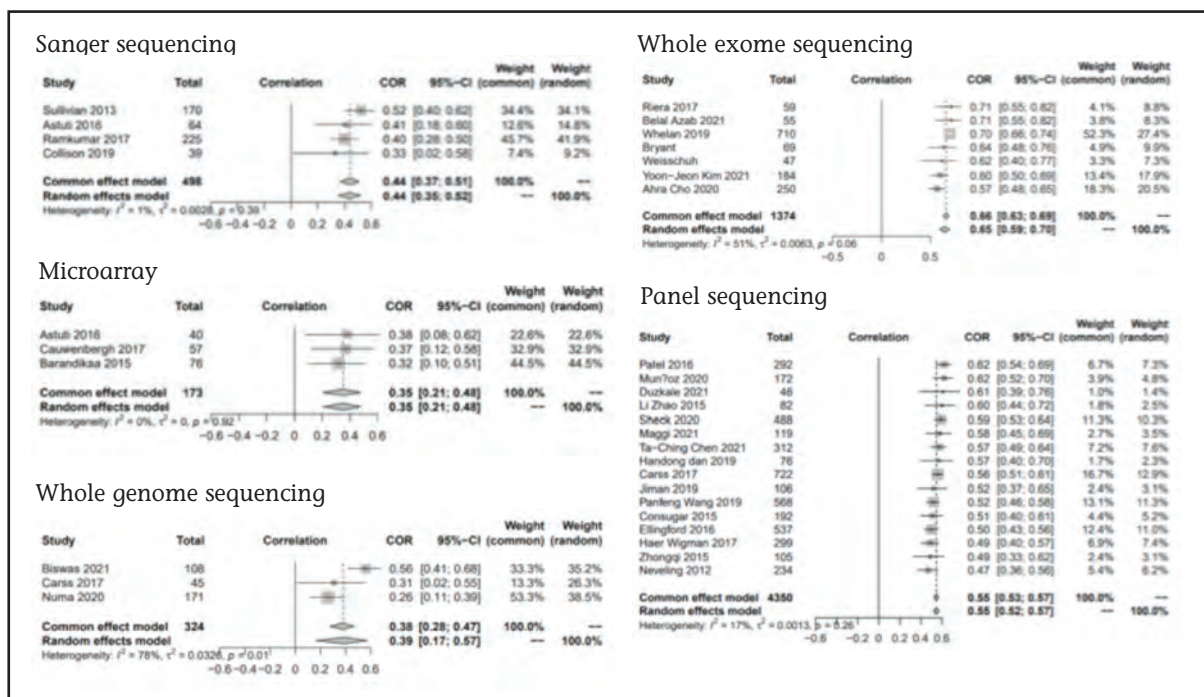 Sanger sequencing
Weight Weight
Study Total Correlation COR 95%−CI (common) (random)
Sullivian 2013 170 0.52 [0.40; 0.62] 34.4% 34.1%
Astuti 2016 64 0.41 [0.18; 0.60] 12.6% 14.8%
Ramkumar 2017 225 0.40 [0.28; 0.50] 45.7% 41.9%
Collison 2019 39 0.33 [0.02; 0.58] 7.4% 9.2%
Common effect model 498 0.44 [0.37; 0.51] 100.0% −−
Random effects model 0.44 [0.35; 0.52] −− 100.0%
Heterogeneity: I² = 1%, τ² = 0.0028, p = 0.39
−0.6 −0.4 −0.2 0 0.2 0.4 0.6
Microarray
Weight Weight
Study Total Correlation COR 95%−CI (common) (random)
Astuti 2016 40 0.38 [0.08; 0.62] 22.6% 22.6%
Cauwenbergh 2017 57 0.37 [0.12; 0.58] 32.9% 32.9%
Barandikaa 2015 76 0.32 [0.10; 0.51] 44.5% 44.5%
Common effect model 173 0.35 [0.21; 0.48] 100.0% −−
Random effects model 0.35 [0.21; 0.48] −− 100.0%
Heterogeneity: I² = 0%, τ² = 0, p = 0.92
−0.6 −0.4 −0.2 0 0.2 0.4 0.6
Whole genome sequencing
Weight Weight
Study Total Correlation COR 95%−CI (common) (random)
Biswas 2021 108 0.56 [0.41; 0.68] 33.3% 35.2%
Carss 2017 45 0.31 [0.02; 0.55] 13.3% 26.3%
Numa 2020 171 0.26 [0.11; 0.39] 53.3% 38.5%
Common effect model 324 0.38 [0.28; 0.47] 100.0% −−
Random effects model 0.39 [0.17; 0.57] −− 100.0%
Heterogeneity: I² = 78%, τ² = 0.0326, p = 0.01
−0.6 −0.4 −0.2 0 0.2 0.4 0.6
Whole exome sequencing
Weight Weight
Study Total Correlation COR 95%−CI (common) (random)
Riera 2017 59 0.71 [0.55; 0.82] 4.1% 8.8%
Belal Azab 2021 55 0.71 [0.55; 0.82] 3.8% 8.3%
Whelan 2019 710 0.70 [0.66; 0.74] 52.3% 27.4%
Bryant 69 0.64 [0.48; 0.76] 4.9% 9.9%
Weisschuh 47 0.62 [0.40; 0.77] 3.3% 7.3%
Yoon−Jeon Kim 2021 184 0.60 [0.50; 0.69] 13.4% 17.9%
Ahra Cho 2020 250 0.57 [0.48; 0.65] 18.3% 20.5%
Common effect model 1374 0.66 [0.63; 0.69] 100.0% −−
Random effects model 0.65 [0.59; 0.70] −− 100.0%
Heterogeneity: I² = 51%, τ² = 0.0063, p = 0.06
−0.5 0 0.5
Panel sequencing
Weight Weight
Study Total Correlation COR 95%−CI (common) (random)
Patel 2016 292 0.62 [0.54; 0.69] 6.7% 7.3%
Mun?oz 2020 172 0.62 [0.52; 0.70] 3.9% 4.8%
Duzkale 2021 46 0.61 [0.39; 0.76] 1.0% 1.4%
Li Zhao 2015 82 0.60 [0.44; 0.72] 1.8% 2.5%
Sheck 2020 488 0.59 [0.53; 0.64] 11.3% 10.3%
Maggi 2021 119 0.58 [0.45; 0.69] 2.7% 3.5%
Ta−Ching Chen 2021 312 0.57 [0.49; 0.64] 7.2% 7.6%
Handong dan 2019 76 0.57 [0.40; 0.70] 1.7% 2.3%
Carss 2017 722 0.56 [0.51; 0.61] 16.7% 12.9%
Jiman 2019 106 0.52 [0.37; 0.65] 2.4% 3.1%
Panfeng Wang 2019 568 0.52 [0.46; 0.58] 13.1% 11.3%
Consugar 2015 192 0.51 [0.40; 0.61] 4.4% 5.2%
Ellingford 2016 537 0.50 [0.43; 0.56] 12.4% 11.0%
Haer Wigman 2017 299 0.49 [0.40; 0.57] 6.9% 7.4%
Zhongqi 2015 105 0.49 [0.33; 0.62] 2.4% 3.1%
Neveling 2012 234 0.47 [0.36; 0.56] 5.4% 6.2%
Common effect model 4350 0.55 [0.53; 0.57] 100.0% −−
Random effects model 0.55 [0.52; 0.57] −− 100.0%
Heterogeneity: I² = 17%, τ² = 0.0013, p = 0.26
−0.6 −0.4 −0.2 0 0.2 0.4 0.6